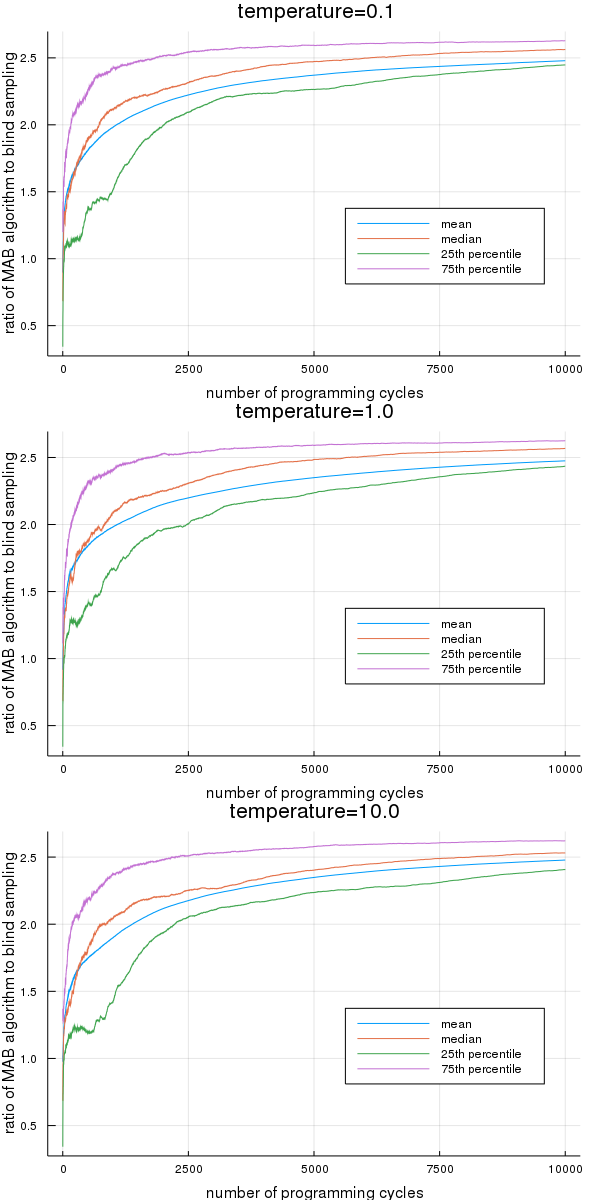 temperature=0.1
ratio of MAB algorithm to blind sampling
2.5
2.0
1.5
1.0
0.5
mean
median
25th percentile
75th percentile
0 2500 5000 7500 10000
number of programming cycles
temperature=1.0
ratio of MAB algorithm to blind sampling
2.5
2.0
1.5
1.0
0.5
mean
median
25th percentile
75th percentile
0 2500 5000 7500 10000
number of programming cycles
temperature=10.0
ratio of MAB algorithm to blind sampling
2.5
2.0
1.5
1.0
0.5
mean
median
25th percentile
75th percentile
0 2500 5000 7500 10000
number of programming cycles